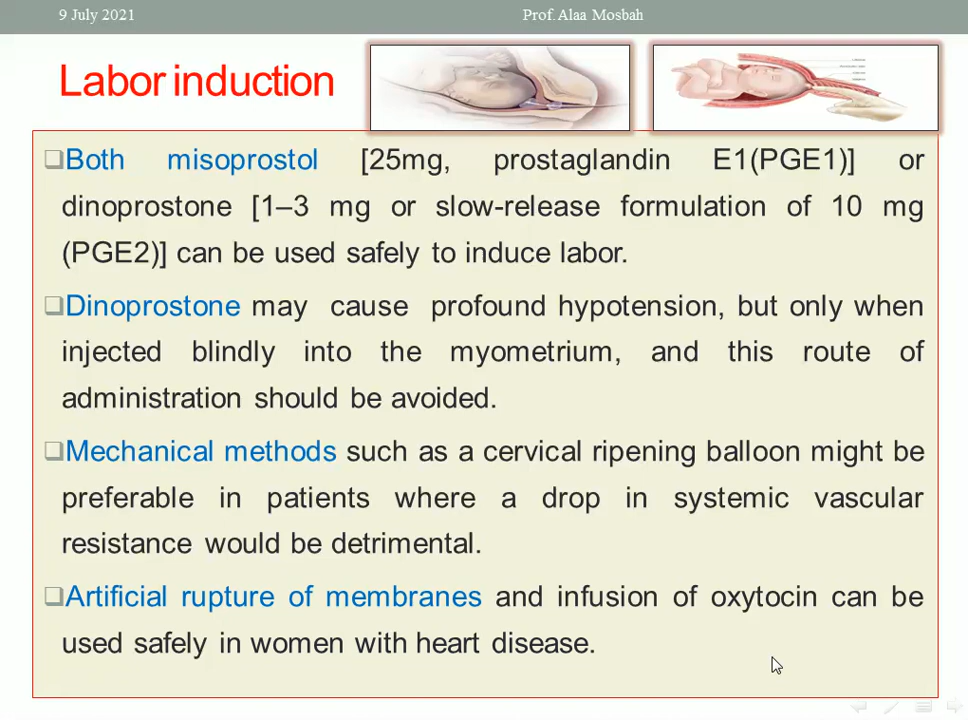 9 July 2021
Prof. Alaa Mosbah
Labor induction
Both misoprostol [25mg, prostaglandin E1(PGE1)] or
dinoprostone [1–3 mg or slow-release formulation of 10 mg
(PGE2)] can be used safely to induce labor.
Dinoprostone may cause profound hypotension, but only when
injected blindly into the myometrium, and this route of
administration should be avoided.
Mechanical methods such as a cervical ripening balloon might be
preferable in patients where a drop in systemic vascular
resistance would be detrimental.
Artificial rupture of membranes and infusion of oxytocin can be
used safely in women with heart disease.